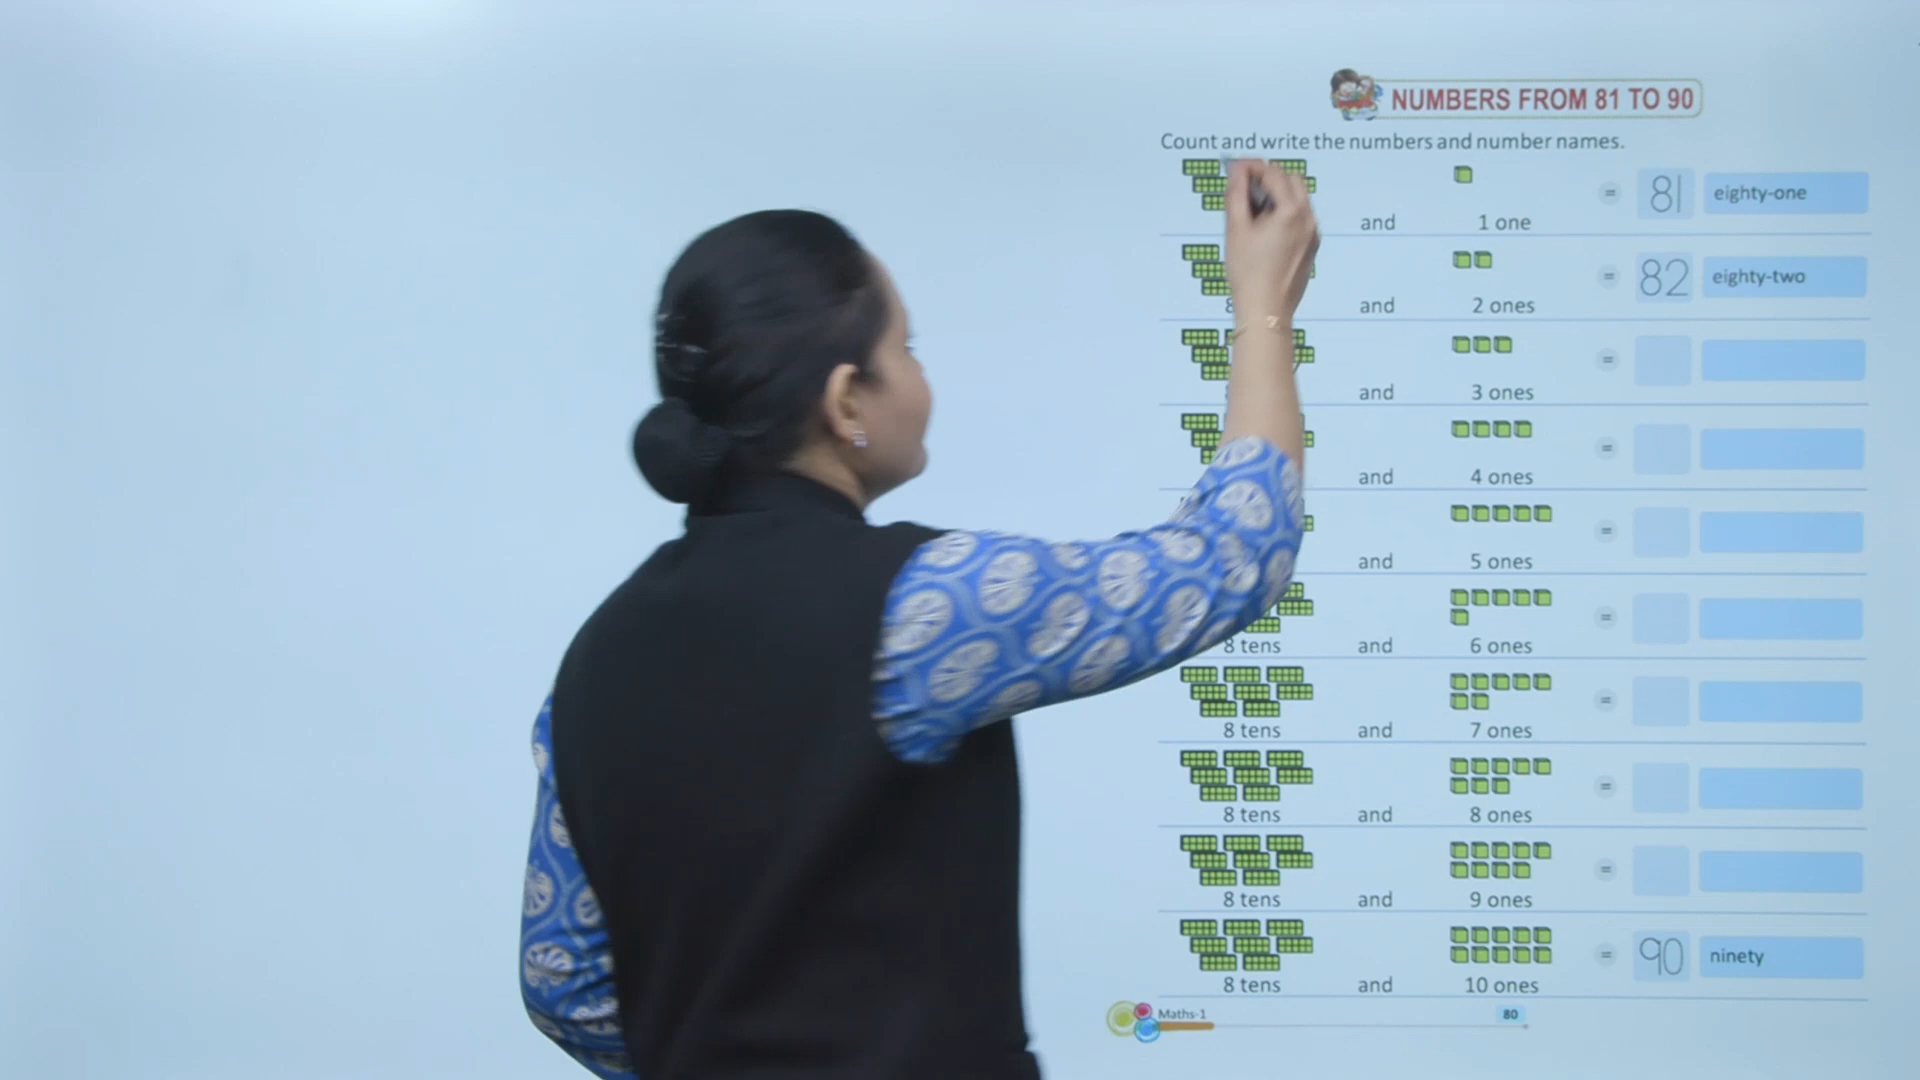 NUMBERS FROM 81 TO 90
Count and write the numbers and number names.
and 1 one = 81 eighty-one
8 and 2 ones = 82 eighty-two
and 3 ones =
and 4 ones =
and 5 ones =
8 tens and 6 ones =
8 tens and 7 ones =
8 tens and 8 ones =
8 tens and 9 ones =
8 tens and 10 ones = 90 ninety
Maths-1 80